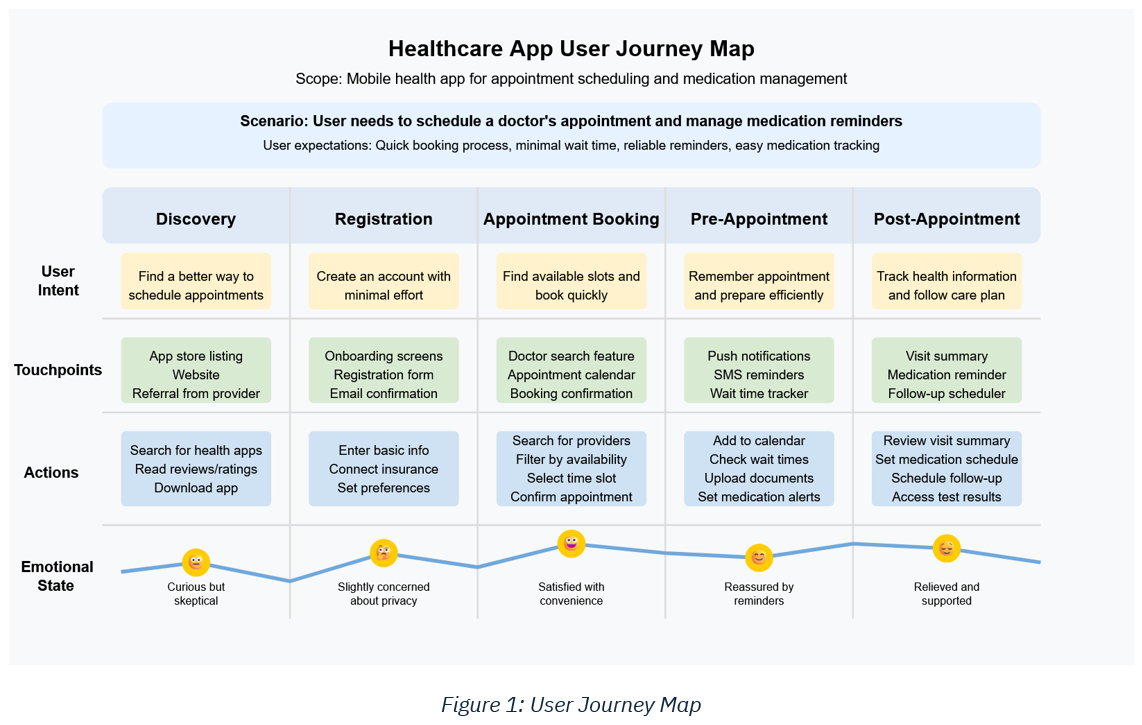 Healthcare App User Journey Map
Scope: Mobile health app for appointment scheduling and medication management
Scenario: User needs to schedule a doctor's appointment and manage medication reminders
User expectations: Quick booking process, minimal wait time, reliable reminders, easy medication tracking
Discovery
Registration
Appointment Booking
Pre-Appointment
Post-Appointment
User
Intent
Find a better way to
schedule appointments
Create an account with
minimal effort
Find available slots and
book quickly
Remember appointment
and prepare efficiently
Track health information
and follow care plan
Touchpoints
App store listing
Website
Referral from provider
Onboarding screens
Registration form
Email confirmation
Doctor search feature
Appointment calendar
Booking confirmation
Push notifications
SMS reminders
Wait time tracker
Visit summary
Medication reminder
Follow-up scheduler
Actions
Search for health apps
Read reviews/ratings
Download app
Enter basic info
Connect insurance
Set preferences
Search for providers
Filter by availability
Select time slot
Confirm appointment
Add to calendar
Check wait times
Upload documents
Set medication alerts
Review visit summary
Set medication schedule
Schedule follow-up
Access test results
Emotional
State
Curious but
skeptical
Slightly concerned
about privacy
Satisfied with
convenience
Reassured by
reminders
Relieved and
supported
Figure 1: User Journey Map